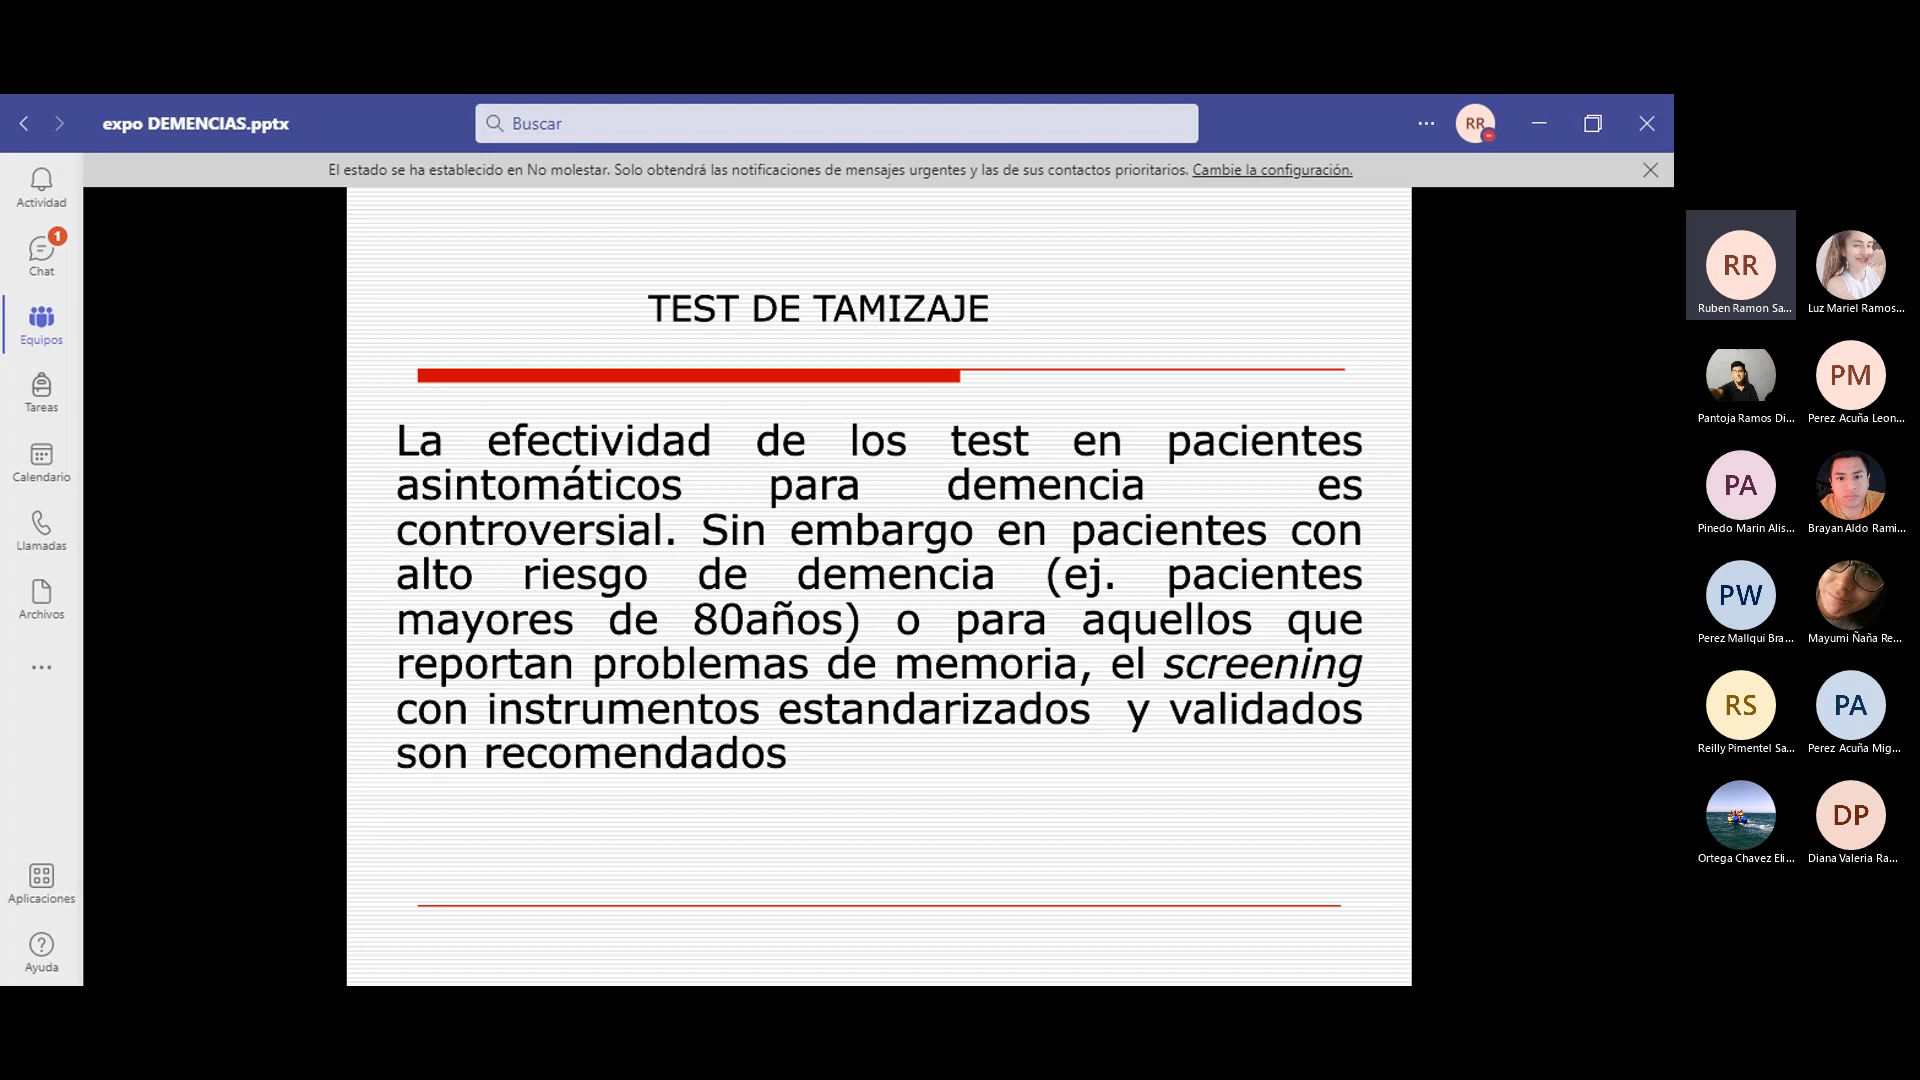 expo DEMENCIAS.pptx
Buscar
RR
El estado se ha establecido en No molestar. Solo obtendrá las notificaciones de mensajes urgentes y las de sus contactos prioritarios. Cambie la configuración.
Actividad
1
Chat
Equipos
Tareas
Calendario
Llamadas
Archivos
Aplicaciones
Ayuda
TEST DE TAMIZAJE
La efectividad de los test en pacientes
asintomáticos para demencia es
controversial. Sin embargo en pacientes con
alto riesgo de demencia (ej. pacientes
mayores de 80años) o para aquellos que
reportan problemas de memoria, el screening
con instrumentos estandarizados y validados
son recomendados
RR
Ruben Ramon Sa...
Luz Mariel Ramos...
Pantoja Ramos Di...
PM
Perez Acuña Leon...
PA
Pinedo Marin Alis...
Brayan Aldo Rami...
PW
Perez Mallqui Bra...
Mayumi Ñaña Re...
RS
Reilly Pimentel Sa...
PA
Perez Acuña Mig...
Ortega Chavez Eli...
DP
Diana Valeria Ra...